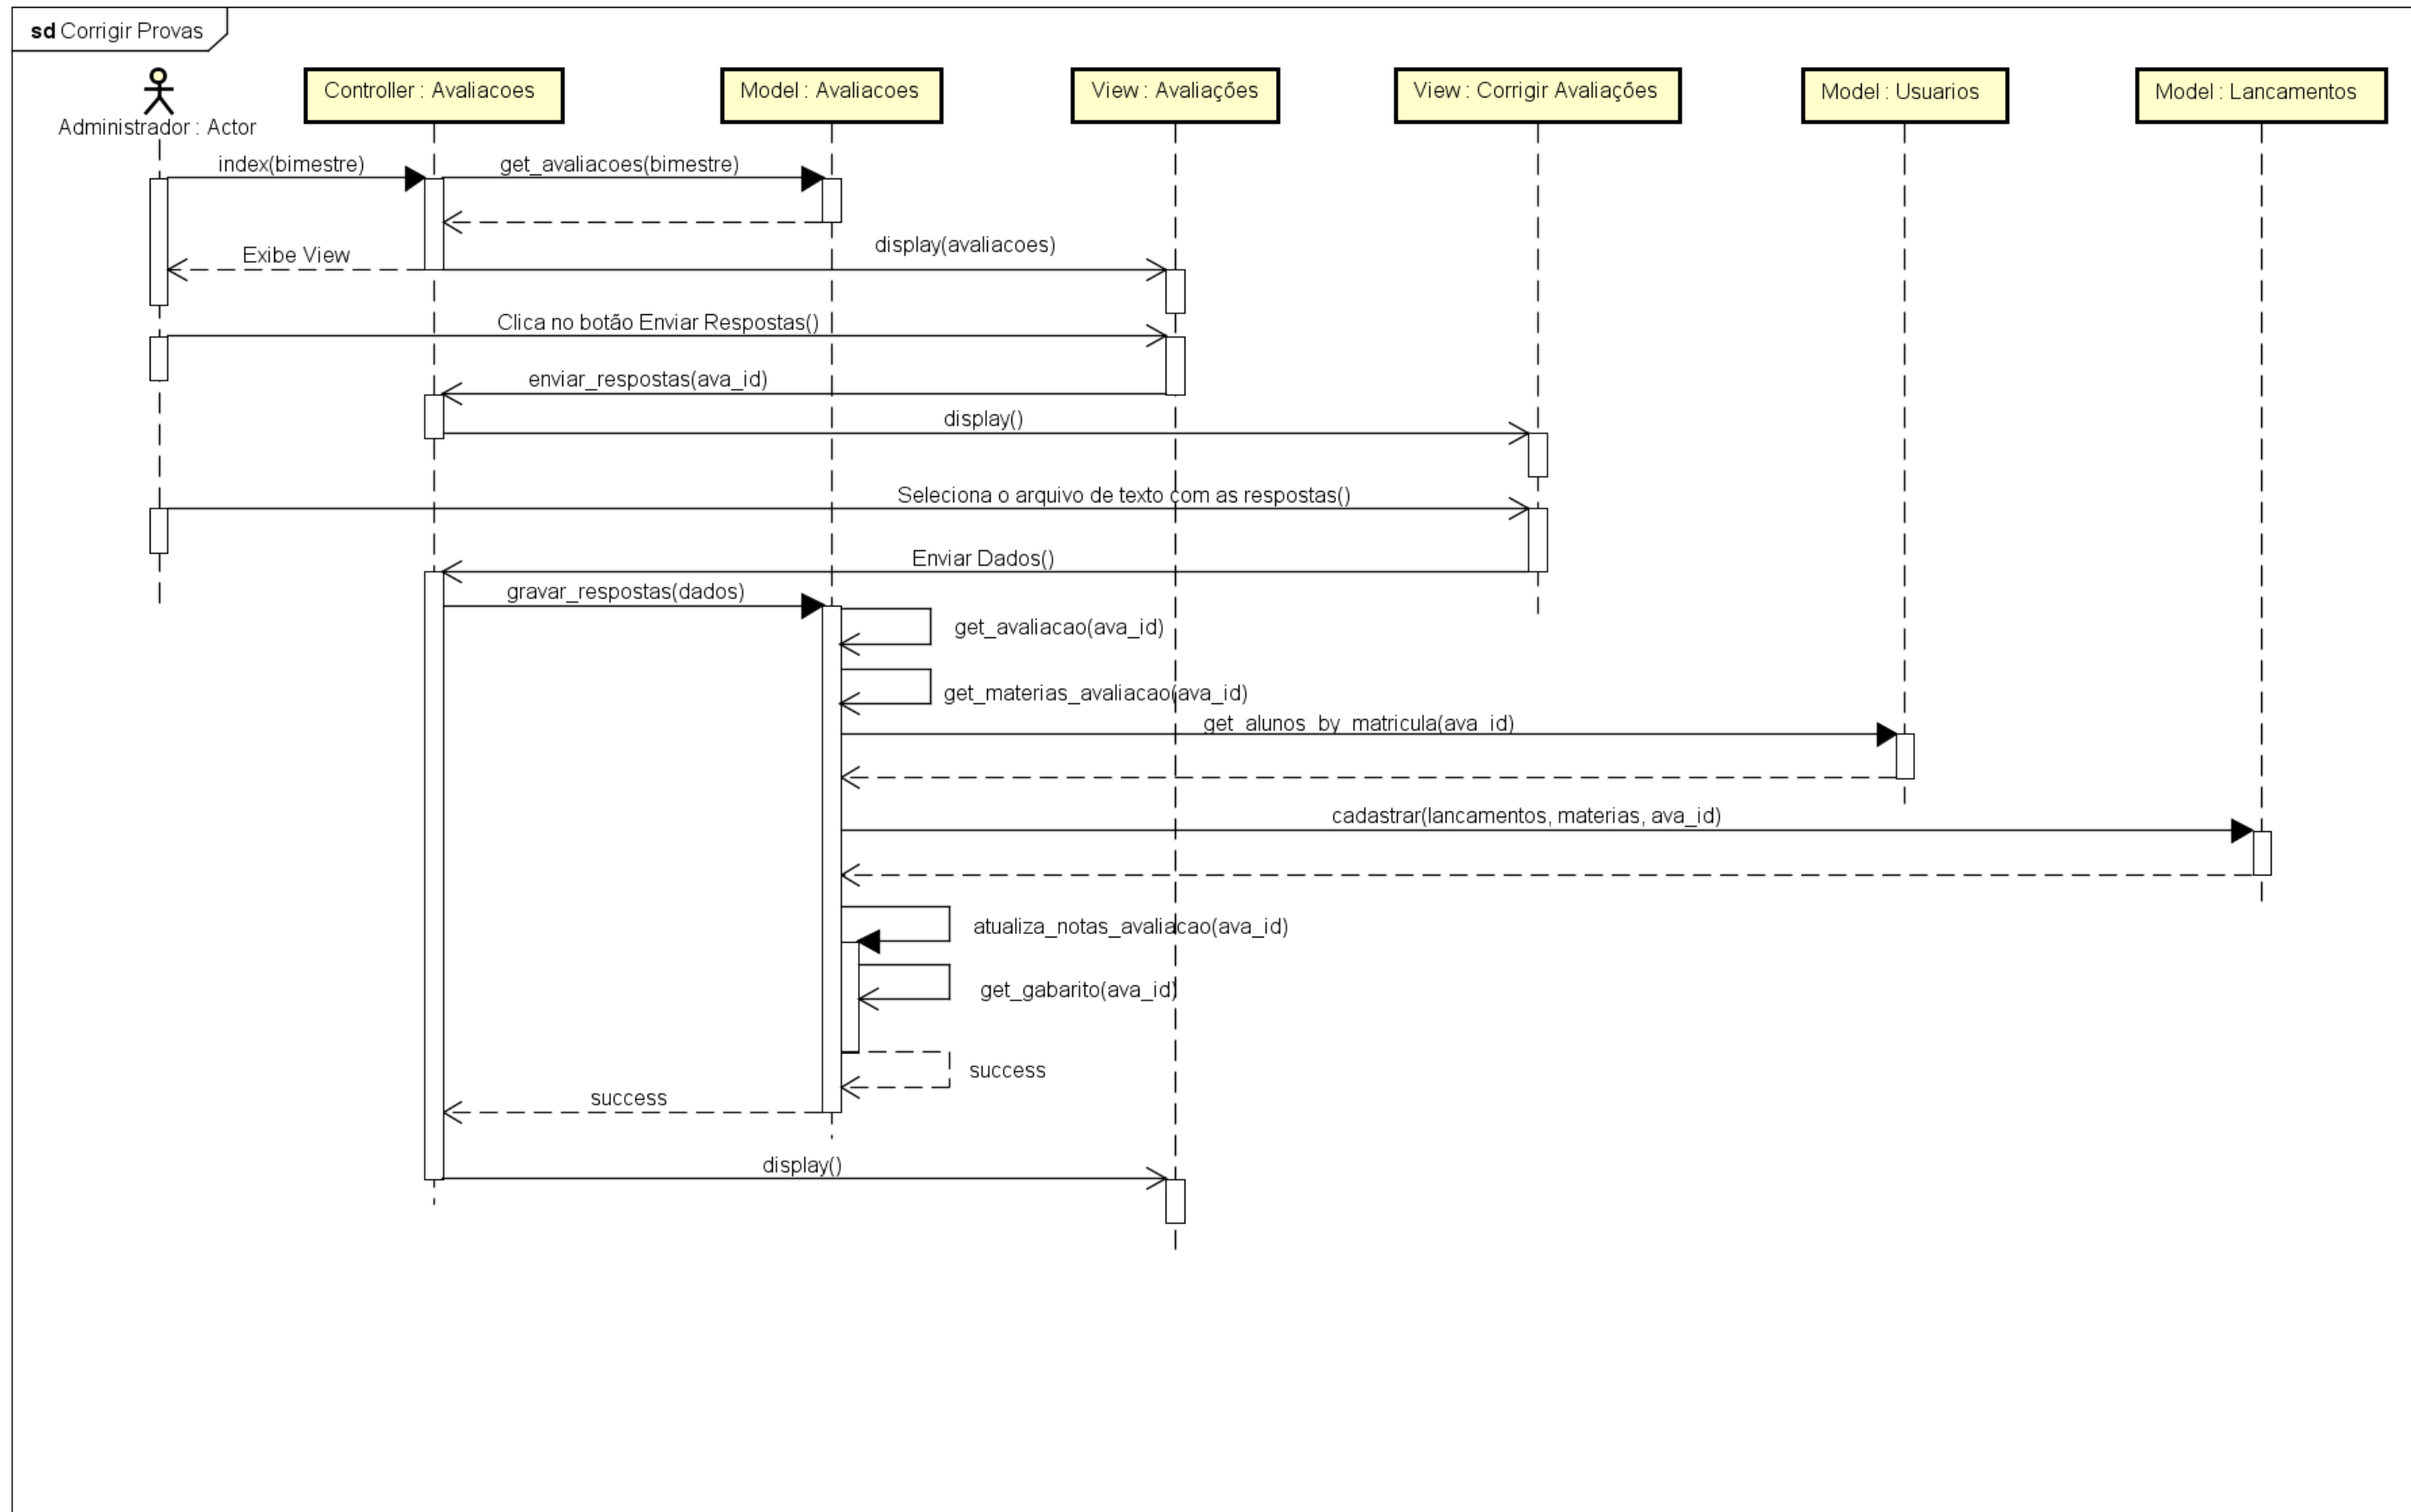 sd Corrigir Provas
Administrador : Actor
Controller : Avaliacoes
Model : Avaliacoes
View : Avaliações
View : Corrigir Avaliações
Model : Usuarios
Model : Lancamentos
index(bimestre)
get_avaliacoes(bimestre)
display(avaliacoes)
Exibe View
Clica no botão Enviar Respostas()
enviar_respostas(ava_id)
display()
Seleciona o arquivo de texto com as respostas()
Enviar Dados()
gravar_respostas(dados)
get_avaliacao(ava_id)
get_materias_avaliacao(ava_id)
get_alunos_by_matricula(ava_id)
cadastrar(lancamentos, materias, ava_id)
atualiza_notas_avaliacao(ava_id)
get_gabarito(ava_id)
success
success
display()